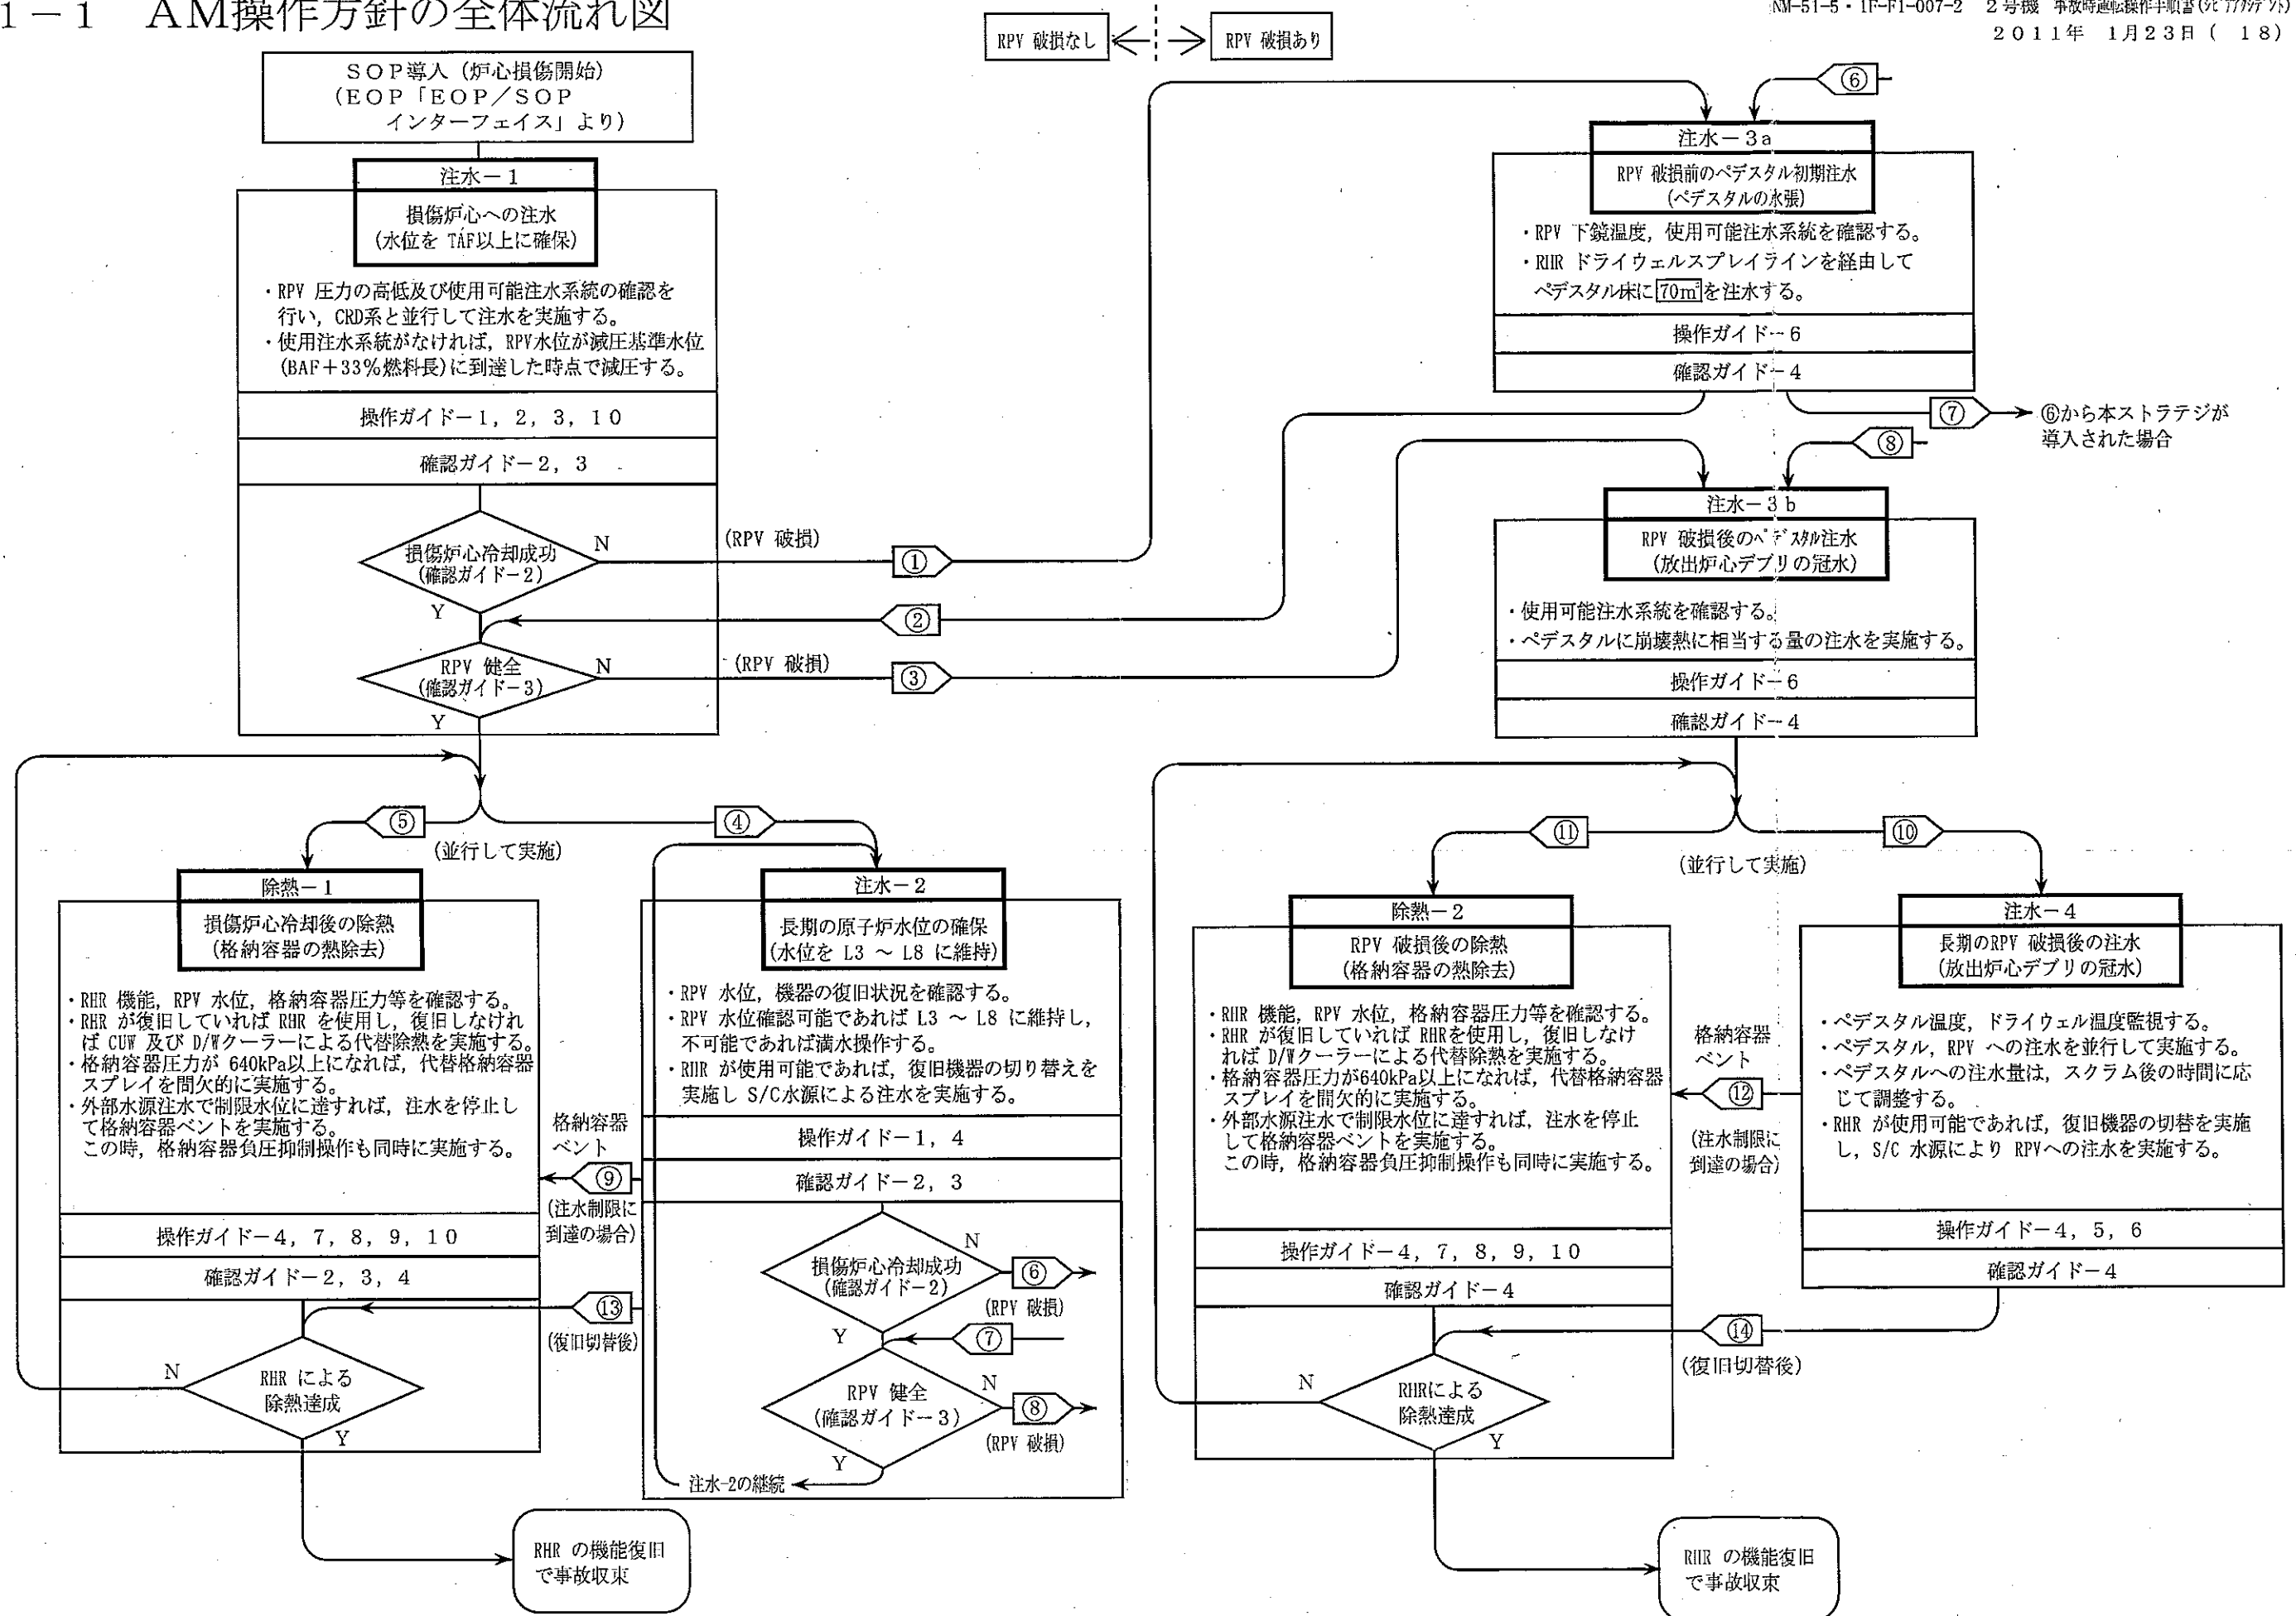 1－1　AM操作方針の全体流れ図
RPV 破損なし
RPV 破損あり
NM-51-5・1F-F1-007-2　2号機　事故時運転操作手順書(シビアアクシデント)
2011年　1月23日（　18）
SOP導入（炉心損傷開始）
（EOP「EOP／SOP
インターフェイス」より）
注水－1
損傷炉心への注水
(水位を TAF以上に確保)
・RPV 圧力の高低及び使用可能注水系統の確認を
行い, CRD系と並行して注水を実施する。
・使用注水系統がなければ, RPV水位が減圧基準水位
(BAF＋33%燃料長)に到達した時点で減圧する。
操作ガイド－1, 2, 3, 10
確認ガイド－2, 3
損傷炉心冷却成功
(確認ガイド－2)
N
(RPV 破損)
①
Y
②
RPV 健全
(確認ガイド－3)
N
(RPV 破損)
③
Y
⑥
注水－3a
RPV 破損前のペデスタル初期注水
(ペデスタルの水張)
・RPV 下鏡温度, 使用可能注水系統を確認する。
・RHR ドライウェルスプレイラインを経由して
ペデスタル床に70m³を注水する。
操作ガイド－6
確認ガイド－4
⑦
⑥から本ストラテジが
導入された場合
⑧
注水－3b
RPV 破損後のペデスタル注水
(放出炉心デブリの冠水)
・使用可能注水系統を確認する。
・ペデスタルに崩壊熱に相当する量の注水を実施する。
操作ガイド－6
確認ガイド－4
⑤
④
(並行して実施)
除熱－1
損傷炉心冷却後の除熱
(格納容器の熱除去)
・RHR 機能, RPV 水位, 格納容器圧力等を確認する。
・RHR が復旧していれば RHR を使用し, 復旧しなけれ
ば CUW 及び D/Wクーラーによる代替除熱を実施する。
・格納容器圧力が 640kPa以上になれば, 代替格納容器
スプレイを間欠的に実施する。
・外部水源注水で制限水位に達すれば, 注水を停止し
て格納容器ベントを実施する。
この時, 格納容器負圧抑制操作も同時に実施する。
操作ガイド－4, 7, 8, 9, 10
確認ガイド－2, 3, 4
RHR による
除熱達成
N
Y
RHR の機能復旧
で事故収束
格納容器
ベント
⑨
(注水制限に
到達の場合)
⑬
(復旧切替後)
注水－2
長期の原子炉水位の確保
(水位を L3 ～ L8 に維持)
・RPV 水位, 機器の復旧状況を確認する。
・RPV 水位確認可能であれば L3 ～ L8 に維持し,
不可能であれば満水操作する。
・RHR が使用可能であれば, 復旧機器の切り替えを
実施し S/C水源による注水を実施する。
操作ガイド－1, 4
確認ガイド－2, 3
損傷炉心冷却成功
(確認ガイド－2)
N
⑥
(RPV 破損)
Y
⑦
RPV 健全
(確認ガイド－3)
N
⑧
(RPV 破損)
Y
注水-2の継続
⑪
⑩
(並行して実施)
除熱－2
RPV 破損後の除熱
(格納容器の熱除去)
・RHR 機能, RPV 水位, 格納容器圧力等を確認する。
・RHR が復旧していれば RHRを使用し, 復旧しなけ
れば D/Wクーラーによる代替除熱を実施する。
・格納容器圧力が640kPa以上になれば, 代替格納容器
スプレイを間欠的に実施する。
・外部水源注水で制限水位に達すれば, 注水を停止
して格納容器ベントを実施する。
この時, 格納容器負圧抑制操作も同時に実施する。
操作ガイド－4, 7, 8, 9, 10
確認ガイド－4
RHRによる
除熱達成
N
Y
RHR の機能復旧
で事故収束
格納容器
ベント
⑫
(注水制限に
到達の場合)
⑭
(復旧切替後)
注水－4
長期のRPV 破損後の注水
(放出炉心デブリの冠水)
・ペデスタル温度, ドライウェル温度監視する。
・ペデスタル, RPV への注水を並行して実施する。
・ペデスタルへの注水量は, スクラム後の時間に応
じて調整する。
・RHR が使用可能であれば, 復旧機器の切替を実施
し, S/C 水源により RPVへの注水を実施する。
操作ガイド－4, 5, 6
確認ガイド－4